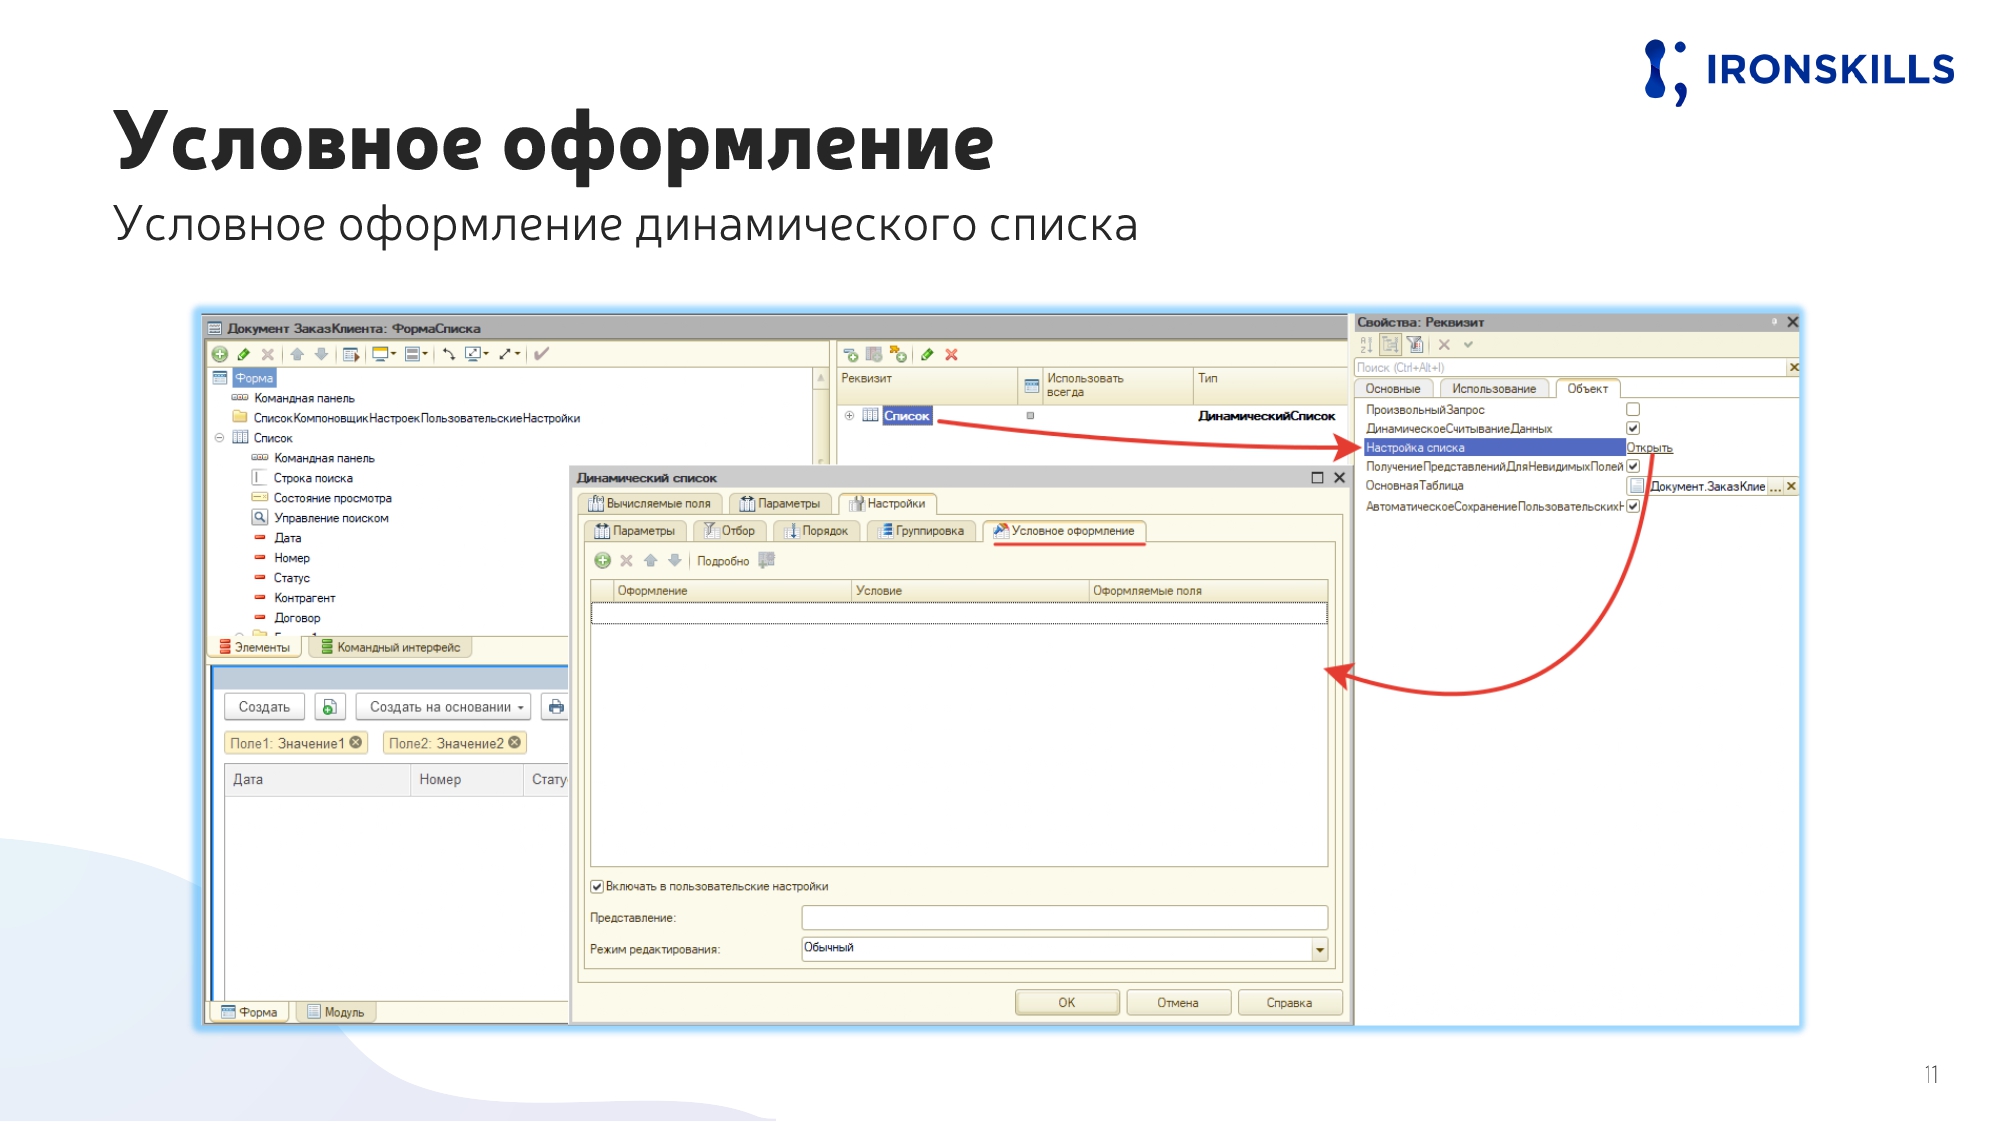 IRONSKILLS
Условное оформление
Условное оформление динамического списка
Документ ЗаказКлиента: ФормаСписка
Форма
Командная панель
СписокКомпоновщикНастроекПользовательскиеНастройки
Список
Командная панель
Строка поиска
Состояние просмотра
Управление поиском
Дата
Номер
Статус
Контрагент
Договор
Элементы
Командный интерфейс
Реквизит
Использовать
всегда
Тип
Список
ДинамическийСписок
Свойства: Реквизит
Поиск (Ctrl+Alt+I)
Основные
Использование
Объект
ПроизвольныйЗапрос
ДинамическоеСчитываниеДанных
Настройка списка
Открыть
ПолучениеПредставленийДляНевидимыхПолей
ОсновнаяТаблица
Документ.ЗаказКлие
...
АвтоматическоеСохранениеПользовательских
Динамический список
Вычисляемые поля
Параметры
Настройки
Параметры
Отбор
Порядок
Группировка
Условное оформление
Подробно
Оформление
Условие
Оформляемые поля
Включать в пользовательские настройки
Представление:
Режим редактирования:
Обычный
OK
Отмена
Справка
Создать
Создать на основании
Поле1: Значение1
Поле2: Значение2
Дата
Номер
Стату
Форма
Модуль
11